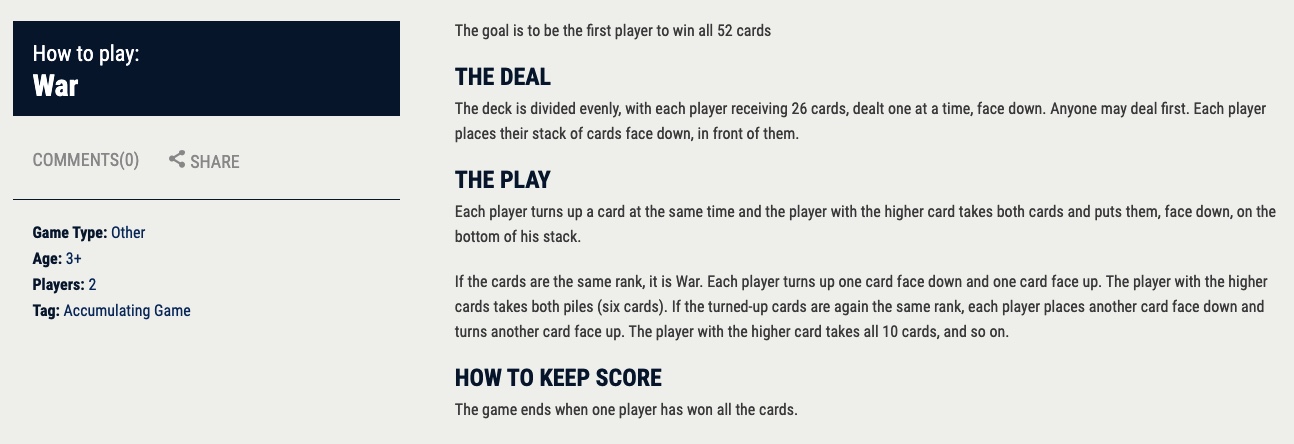 How to play:
War
COMMENTS(0) SHARE
Game Type: Other
Age: 3+
Players: 2
Tag: Accumulating Game
The goal is to be the first player to win all 52 cards
THE DEAL
The deck is divided evenly, with each player receiving 26 cards, dealt one at a time, face down. Anyone may deal first. Each player
places their stack of cards face down, in front of them.
THE PLAY
Each player turns up a card at the same time and the player with the higher card takes both cards and puts them, face down, on the
bottom of his stack.
If the cards are the same rank, it is War. Each player turns up one card face down and one card face up. The player with the higher
cards takes both piles (six cards). If the turned-up cards are again the same rank, each player places another card face down and
turns another card face up. The player with the higher card takes all 10 cards, and so on.
HOW TO KEEP SCORE
The game ends when one player has won all the cards.